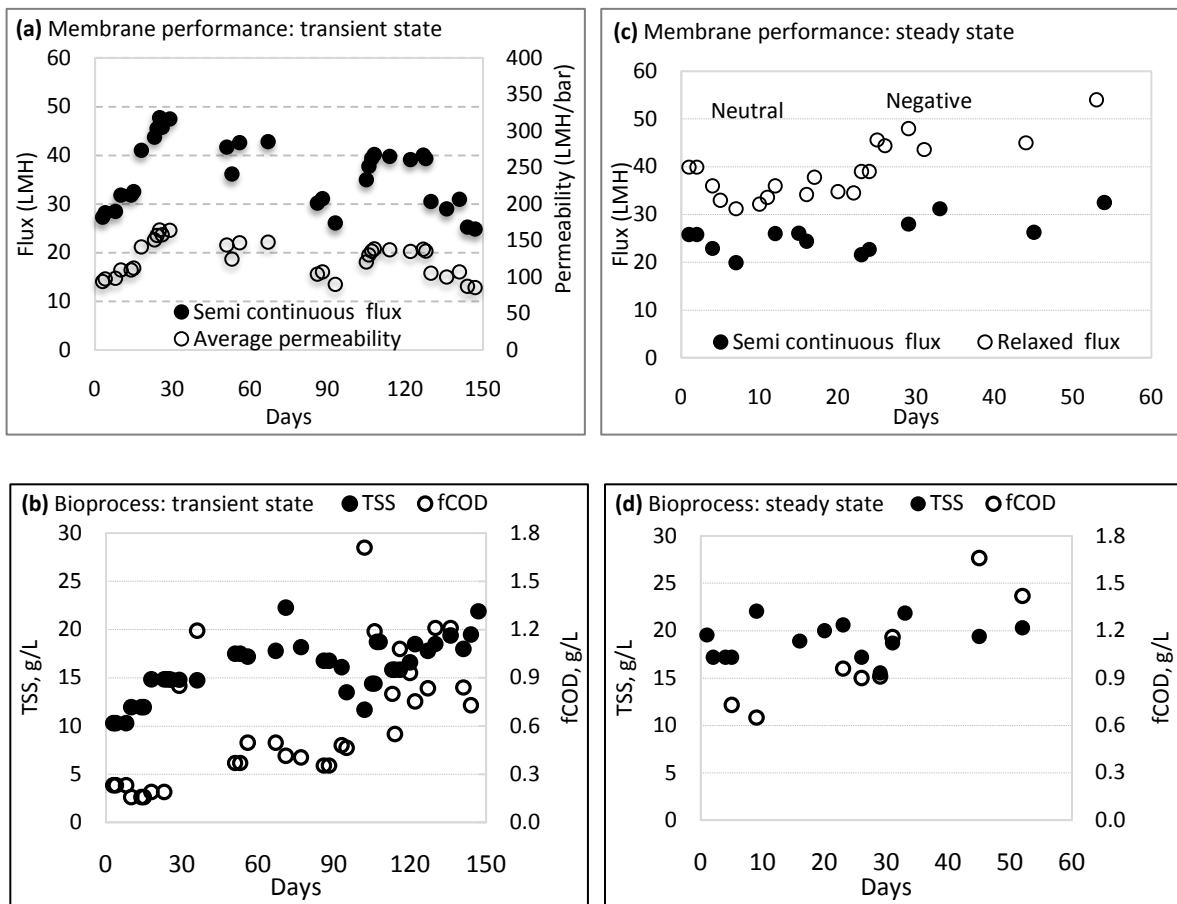 (a) Membrane performance: transient state
60
50
40
30
20
10
0
Flux (LMH)
400
350
300
250
200
150
100
50
0
Permeability (LMH/bar)
Semi continuous flux
Average permeability
0 30 60 90 120 150
Days
(c) Membrane performance: steady state
60
50
40
30
20
10
0
Flux (LMH)
Neutral
Negative
Semi continuous flux
Relaxed flux
0 10 20 30 40 50 60
Days
(b) Bioprocess: transient state
TSS
fCOD
30
25
20
15
10
5
0
TSS, g/L
1.8
1.5
1.2
0.9
0.6
0.3
0.0
fCOD, g/L
0 30 60 90 120 150
Days
(d) Bioprocess: steady state
TSS
fCOD
30
25
20
15
10
5
0
TSS, g/L
1.8
1.5
1.2
0.9
0.6
0.3
0.0
fCOD, g/L
0 10 20 30 40 50 60
Days